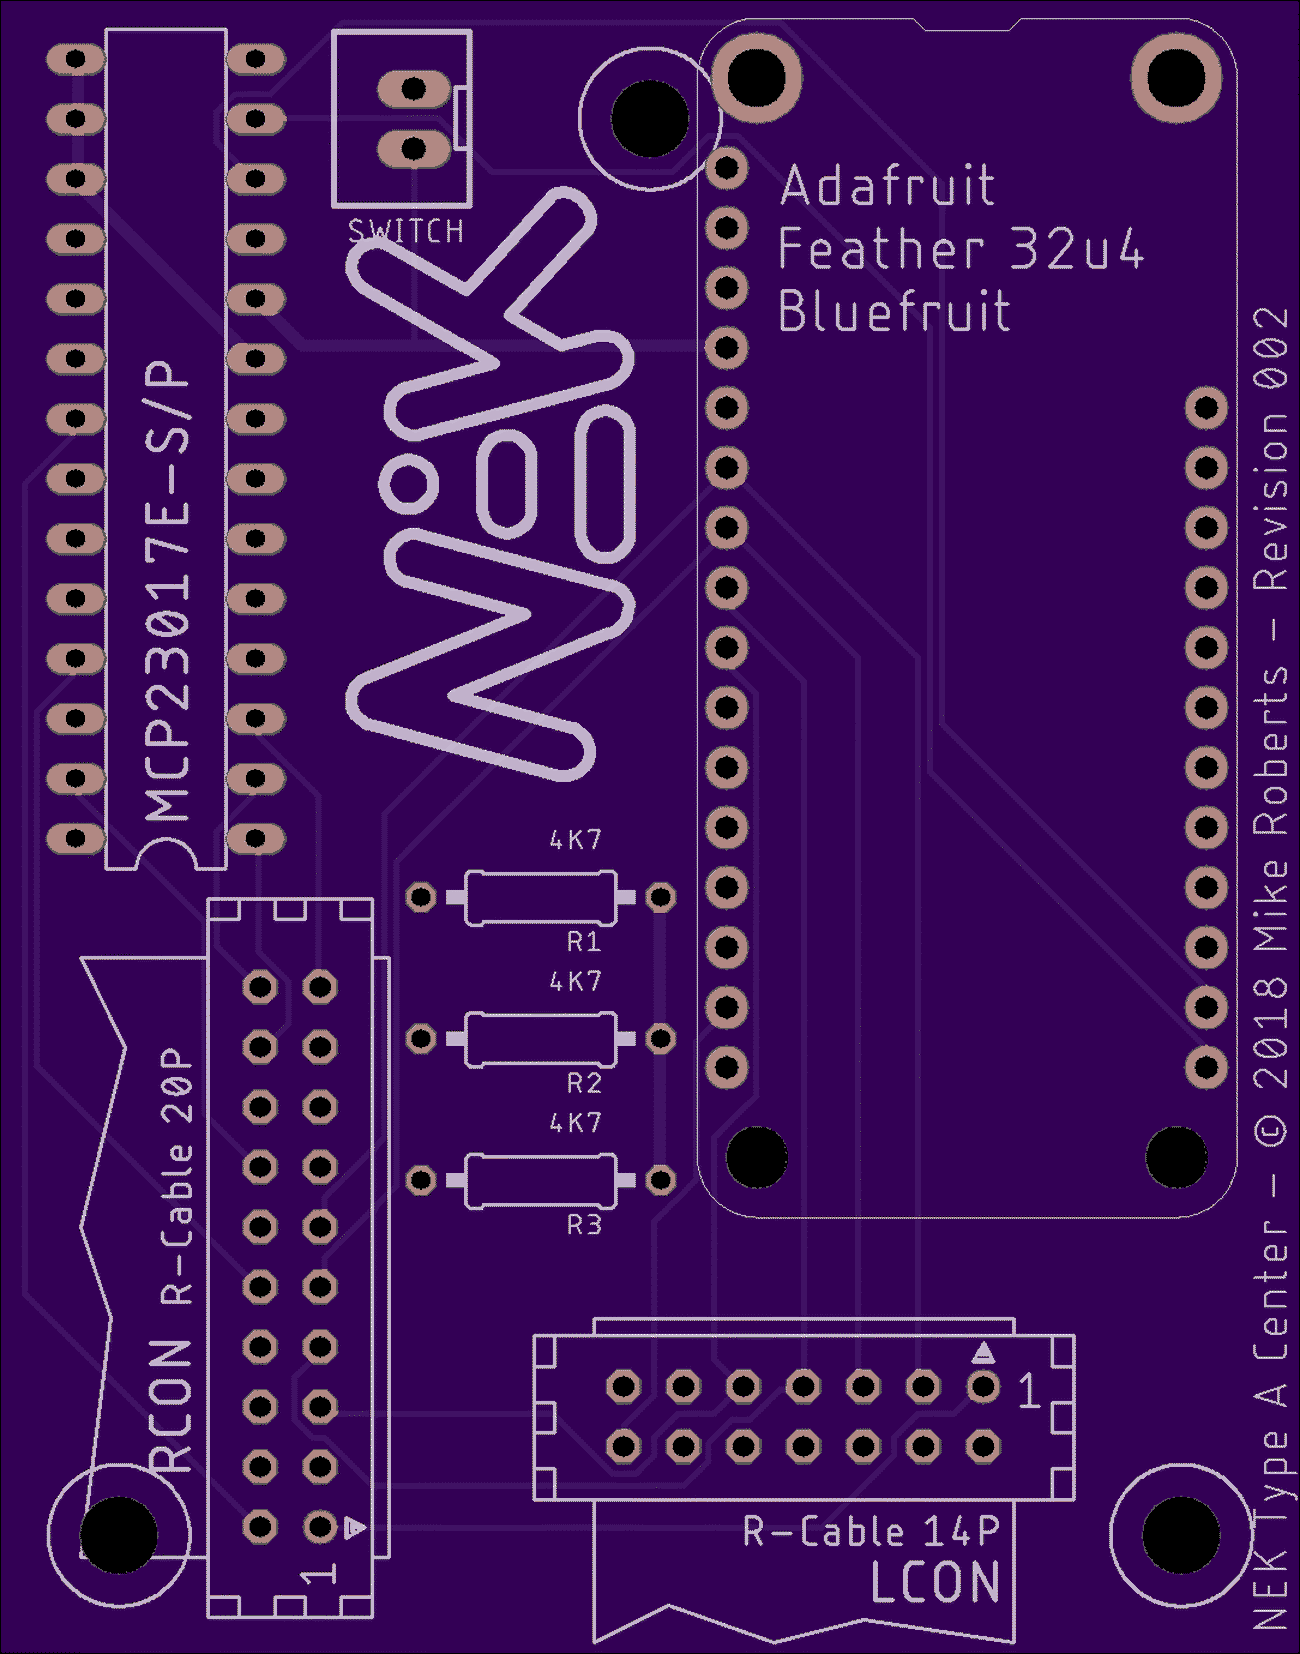 SWITCH
Adafruit
Feather 32u4
Bluefruit
MCP23017E-S/P
NEK
4K7
R1
4K7
R2
4K7
R3
R-Cable 20P
RCON
1
1
R-Cable 14P
LCON
NEK Type A Center - © 2018 Mike Roberts - Revision 002